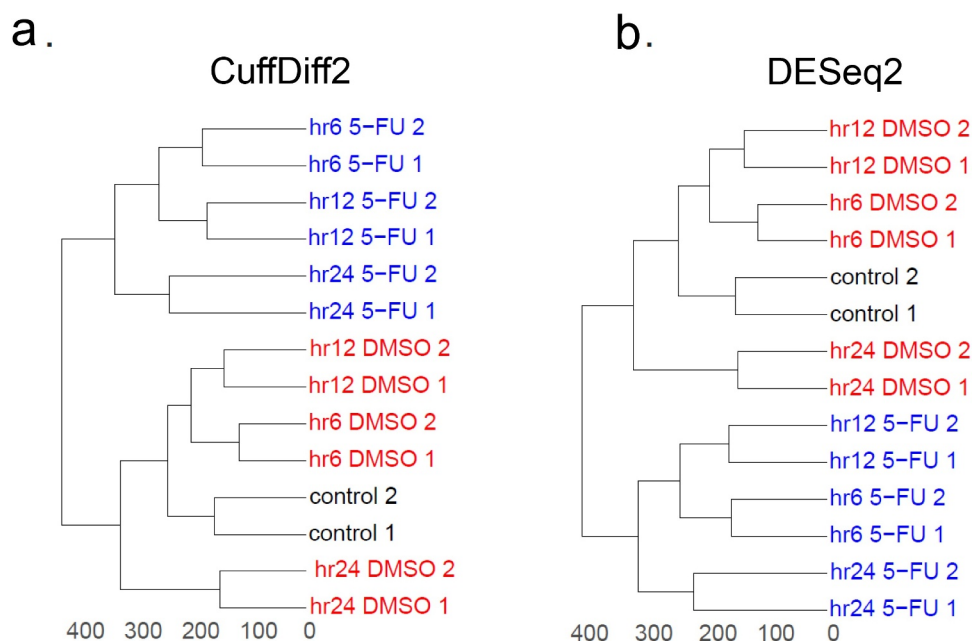 a.
CuffDiff2
hr6 5−FU 2
hr6 5−FU 1
hr12 5−FU 2
hr12 5−FU 1
hr24 5−FU 2
hr24 5−FU 1
hr12 DMSO 2
hr12 DMSO 1
hr6 DMSO 2
hr6 DMSO 1
control 2
control 1
hr24 DMSO 2
hr24 DMSO 1
400 300 200 100 0
b.
DESeq2
hr12 DMSO 2
hr12 DMSO 1
hr6 DMSO 2
hr6 DMSO 1
control 2
control 1
hr24 DMSO 2
hr24 DMSO 1
hr12 5−FU 2
hr12 5−FU 1
hr6 5−FU 2
hr6 5−FU 1
hr24 5−FU 2
hr24 5−FU 1
400 300 200 100 0